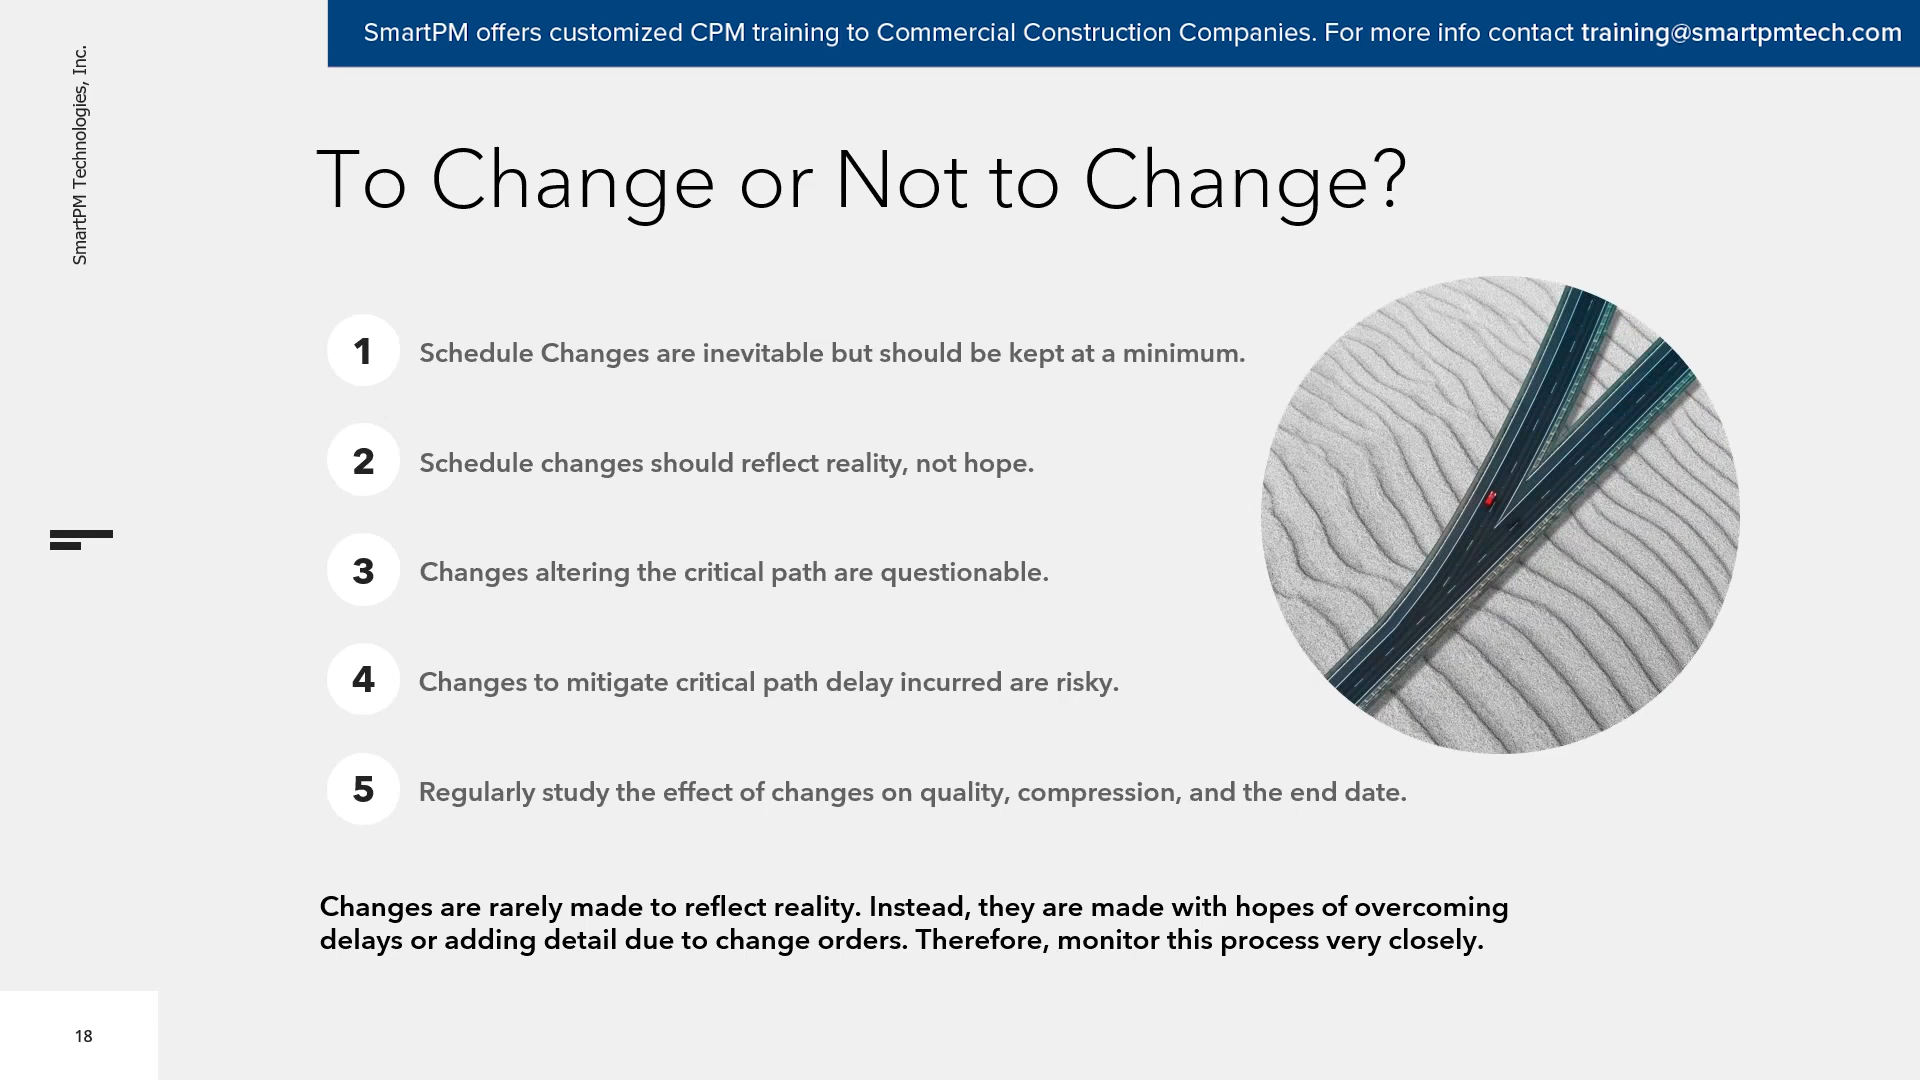 SmartPM offers customized CPM training to Commercial Construction Companies. For more info contact training@smartpmtech.com
SmartPM Technologies, Inc.
To Change or Not to Change?
1 Schedule Changes are inevitable but should be kept at a minimum.
2 Schedule changes should reflect reality, not hope.
3 Changes altering the critical path are questionable.
4 Changes to mitigate critical path delay incurred are risky.
5 Regularly study the effect of changes on quality, compression, and the end date.
Changes are rarely made to reflect reality. Instead, they are made with hopes of overcoming
delays or adding detail due to change orders. Therefore, monitor this process very closely.
18